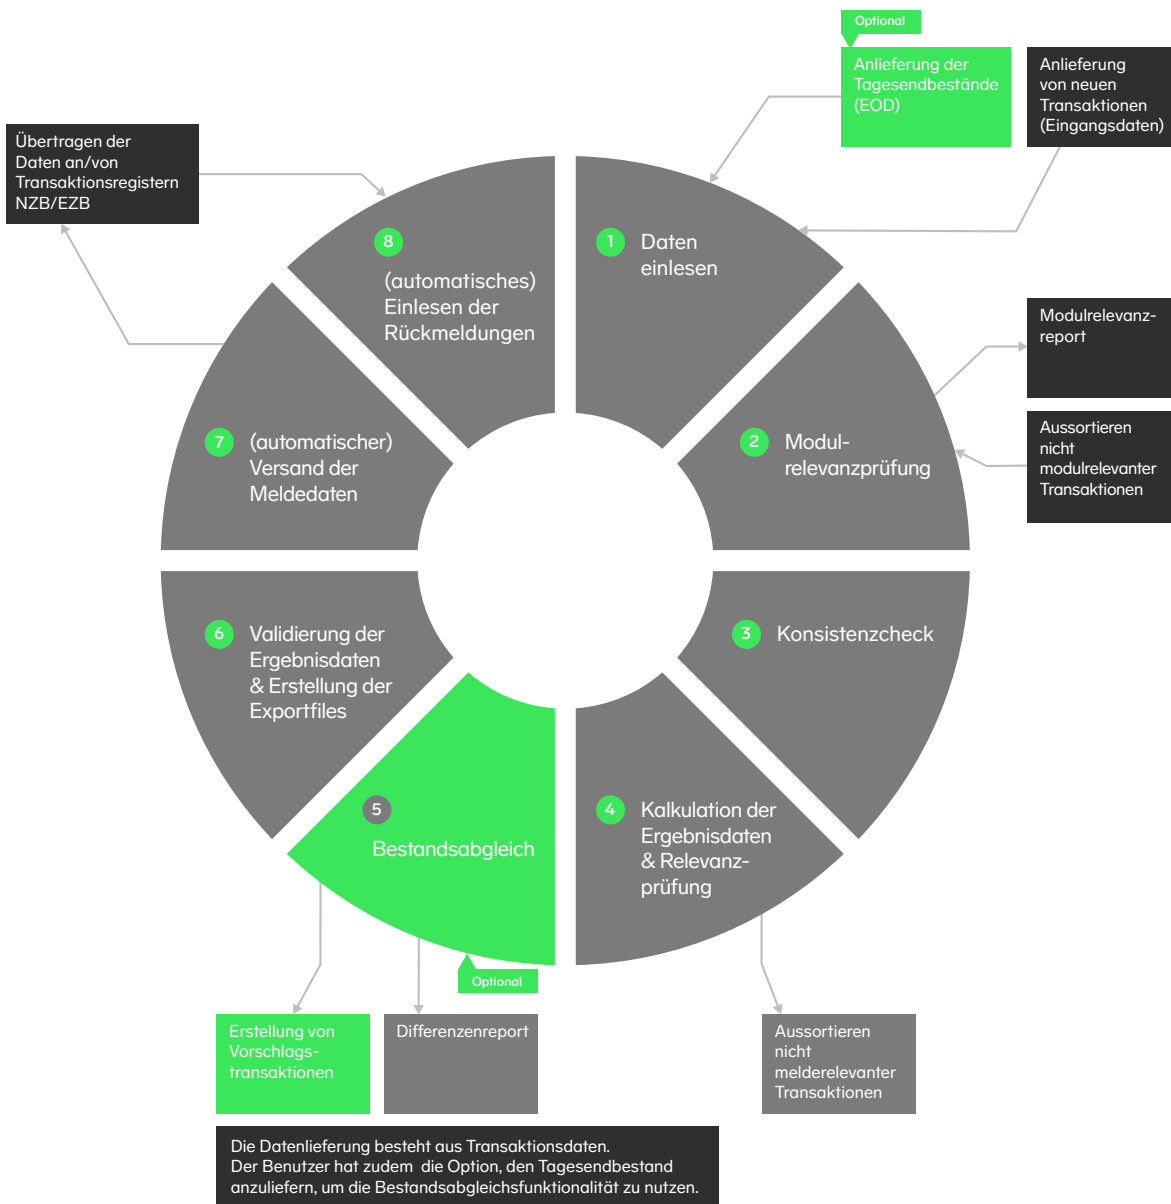 Optional
Anlieferung der
Tagesendbestände
(EOD)
Anlieferung
von neuen
Transaktionen
(Eingangsdaten)
Übertragen der
Daten an/von
Transaktionsregistern
NZB/EZB
1
Daten
einlesen
Modulrelevanz-
report
Aussortieren
nicht
modulrelevanter
Transaktionen
2
Modul-
relevanzprüfung
3
Konsistenzcheck
4
Kalkulation der
Ergebnisdaten
& Relevanz-
prüfung
Aussortieren
nicht
melderelevanter
Transaktionen
5
Bestandsabgleich
Optional
Erstellung von
Vorschlags-
transaktionen
Differenzenreport
6
Validierung der
Ergebnisdaten
& Erstellung der
Exportfiles
7
(automatischer)
Versand der
Meldedaten
8
(automatisches)
Einlesen der
Rückmeldungen
Die Datenlieferung besteht aus Transaktionsdaten.
Der Benutzer hat zudem die Option, den Tagesendbestand
anzuliefern, um die Bestandsabgleichsfunktionalität zu nutzen.